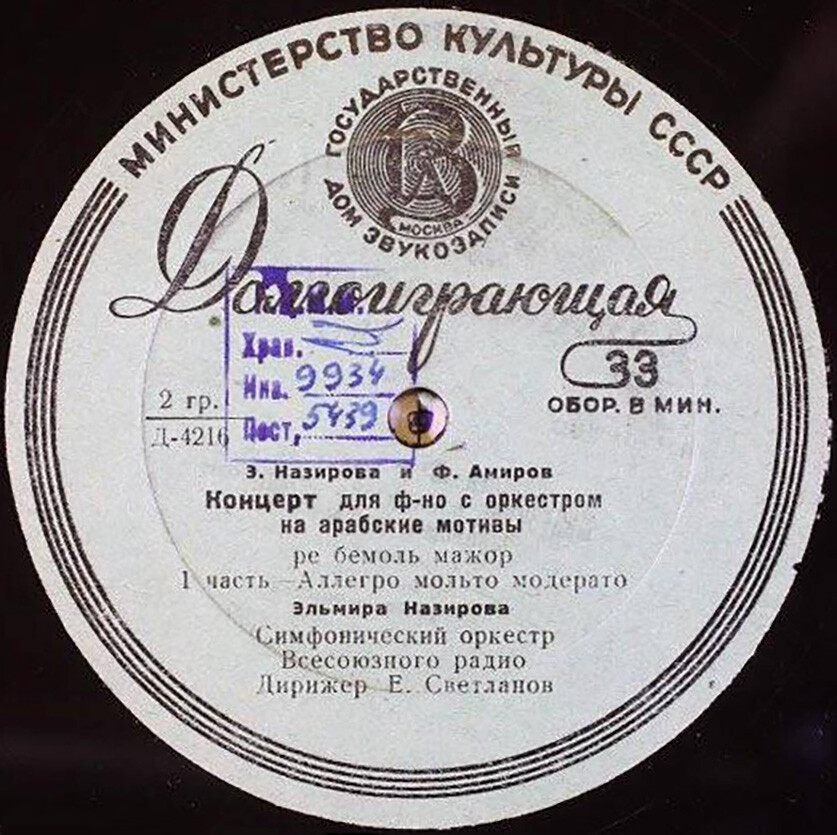 МИНИСТЕРСТВО КУЛЬТУРЫ СССР
ГОСУДАРСТВЕННЫЙ
ДОМ ЗВУКОЗАПИСИ
МОСКВА
Долгоиграющая
33
ОБОР. В МИН.
Хран.
Инв. 9934
Пост, 5439
2 гр.
Д-4216
Э. Назирова и Ф. Амиров
Концерт для ф-но с оркестром
на арабские мотивы
ре бемоль мажор
1 часть—Аллегро мольто модерато
Эльмира Назирова
Симфонический оркестр
Всесоюзного радио
Дирижер Е. Светланов